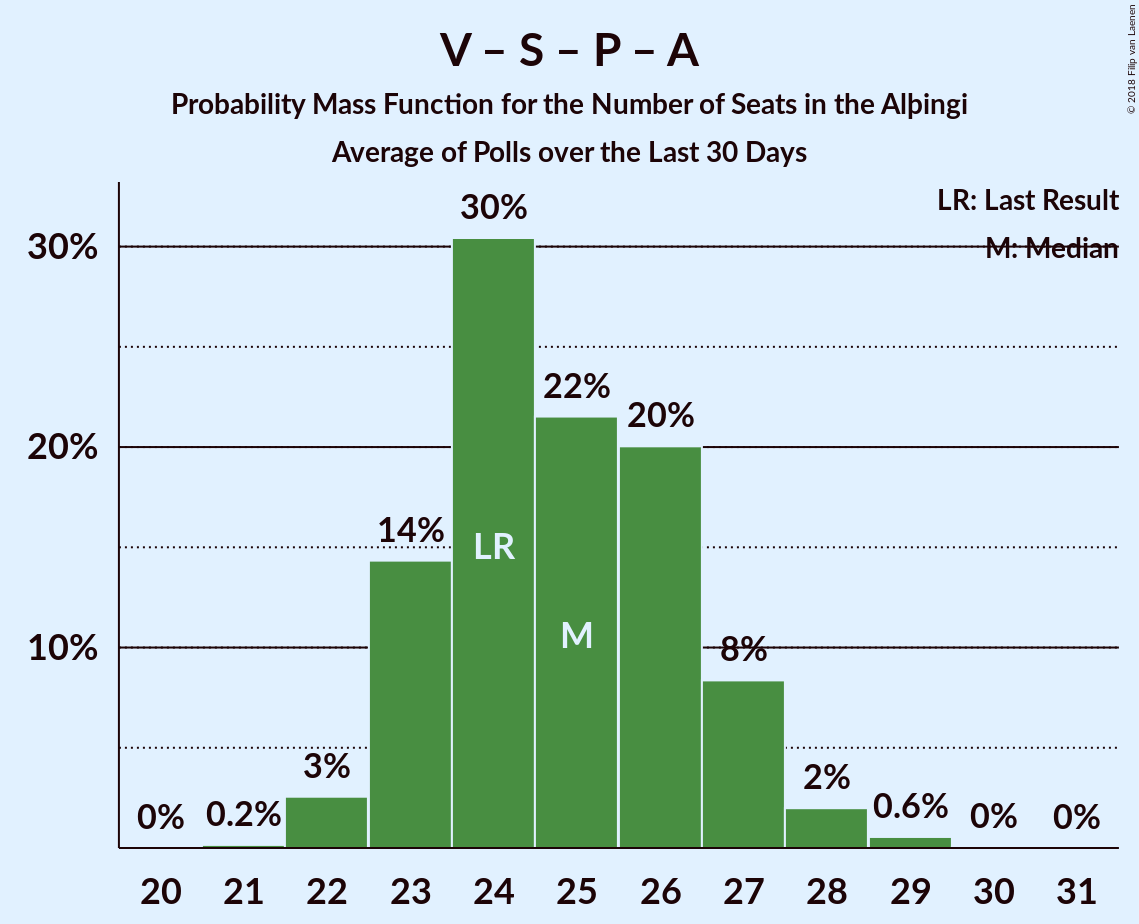 V – S – P – A
Probability Mass Function for the Number of Seats in the Alþingi
Average of Polls over the Last 30 Days
© 2018 Filip van Laenen
LR: Last Result
M: Median
30%
20%
10%
0%
0.2%
3%
14%
30%
22%
20%
8%
2%
0.6%
0%
0%
LR
M
20 21 22 23 24 25 26 27 28 29 30 31